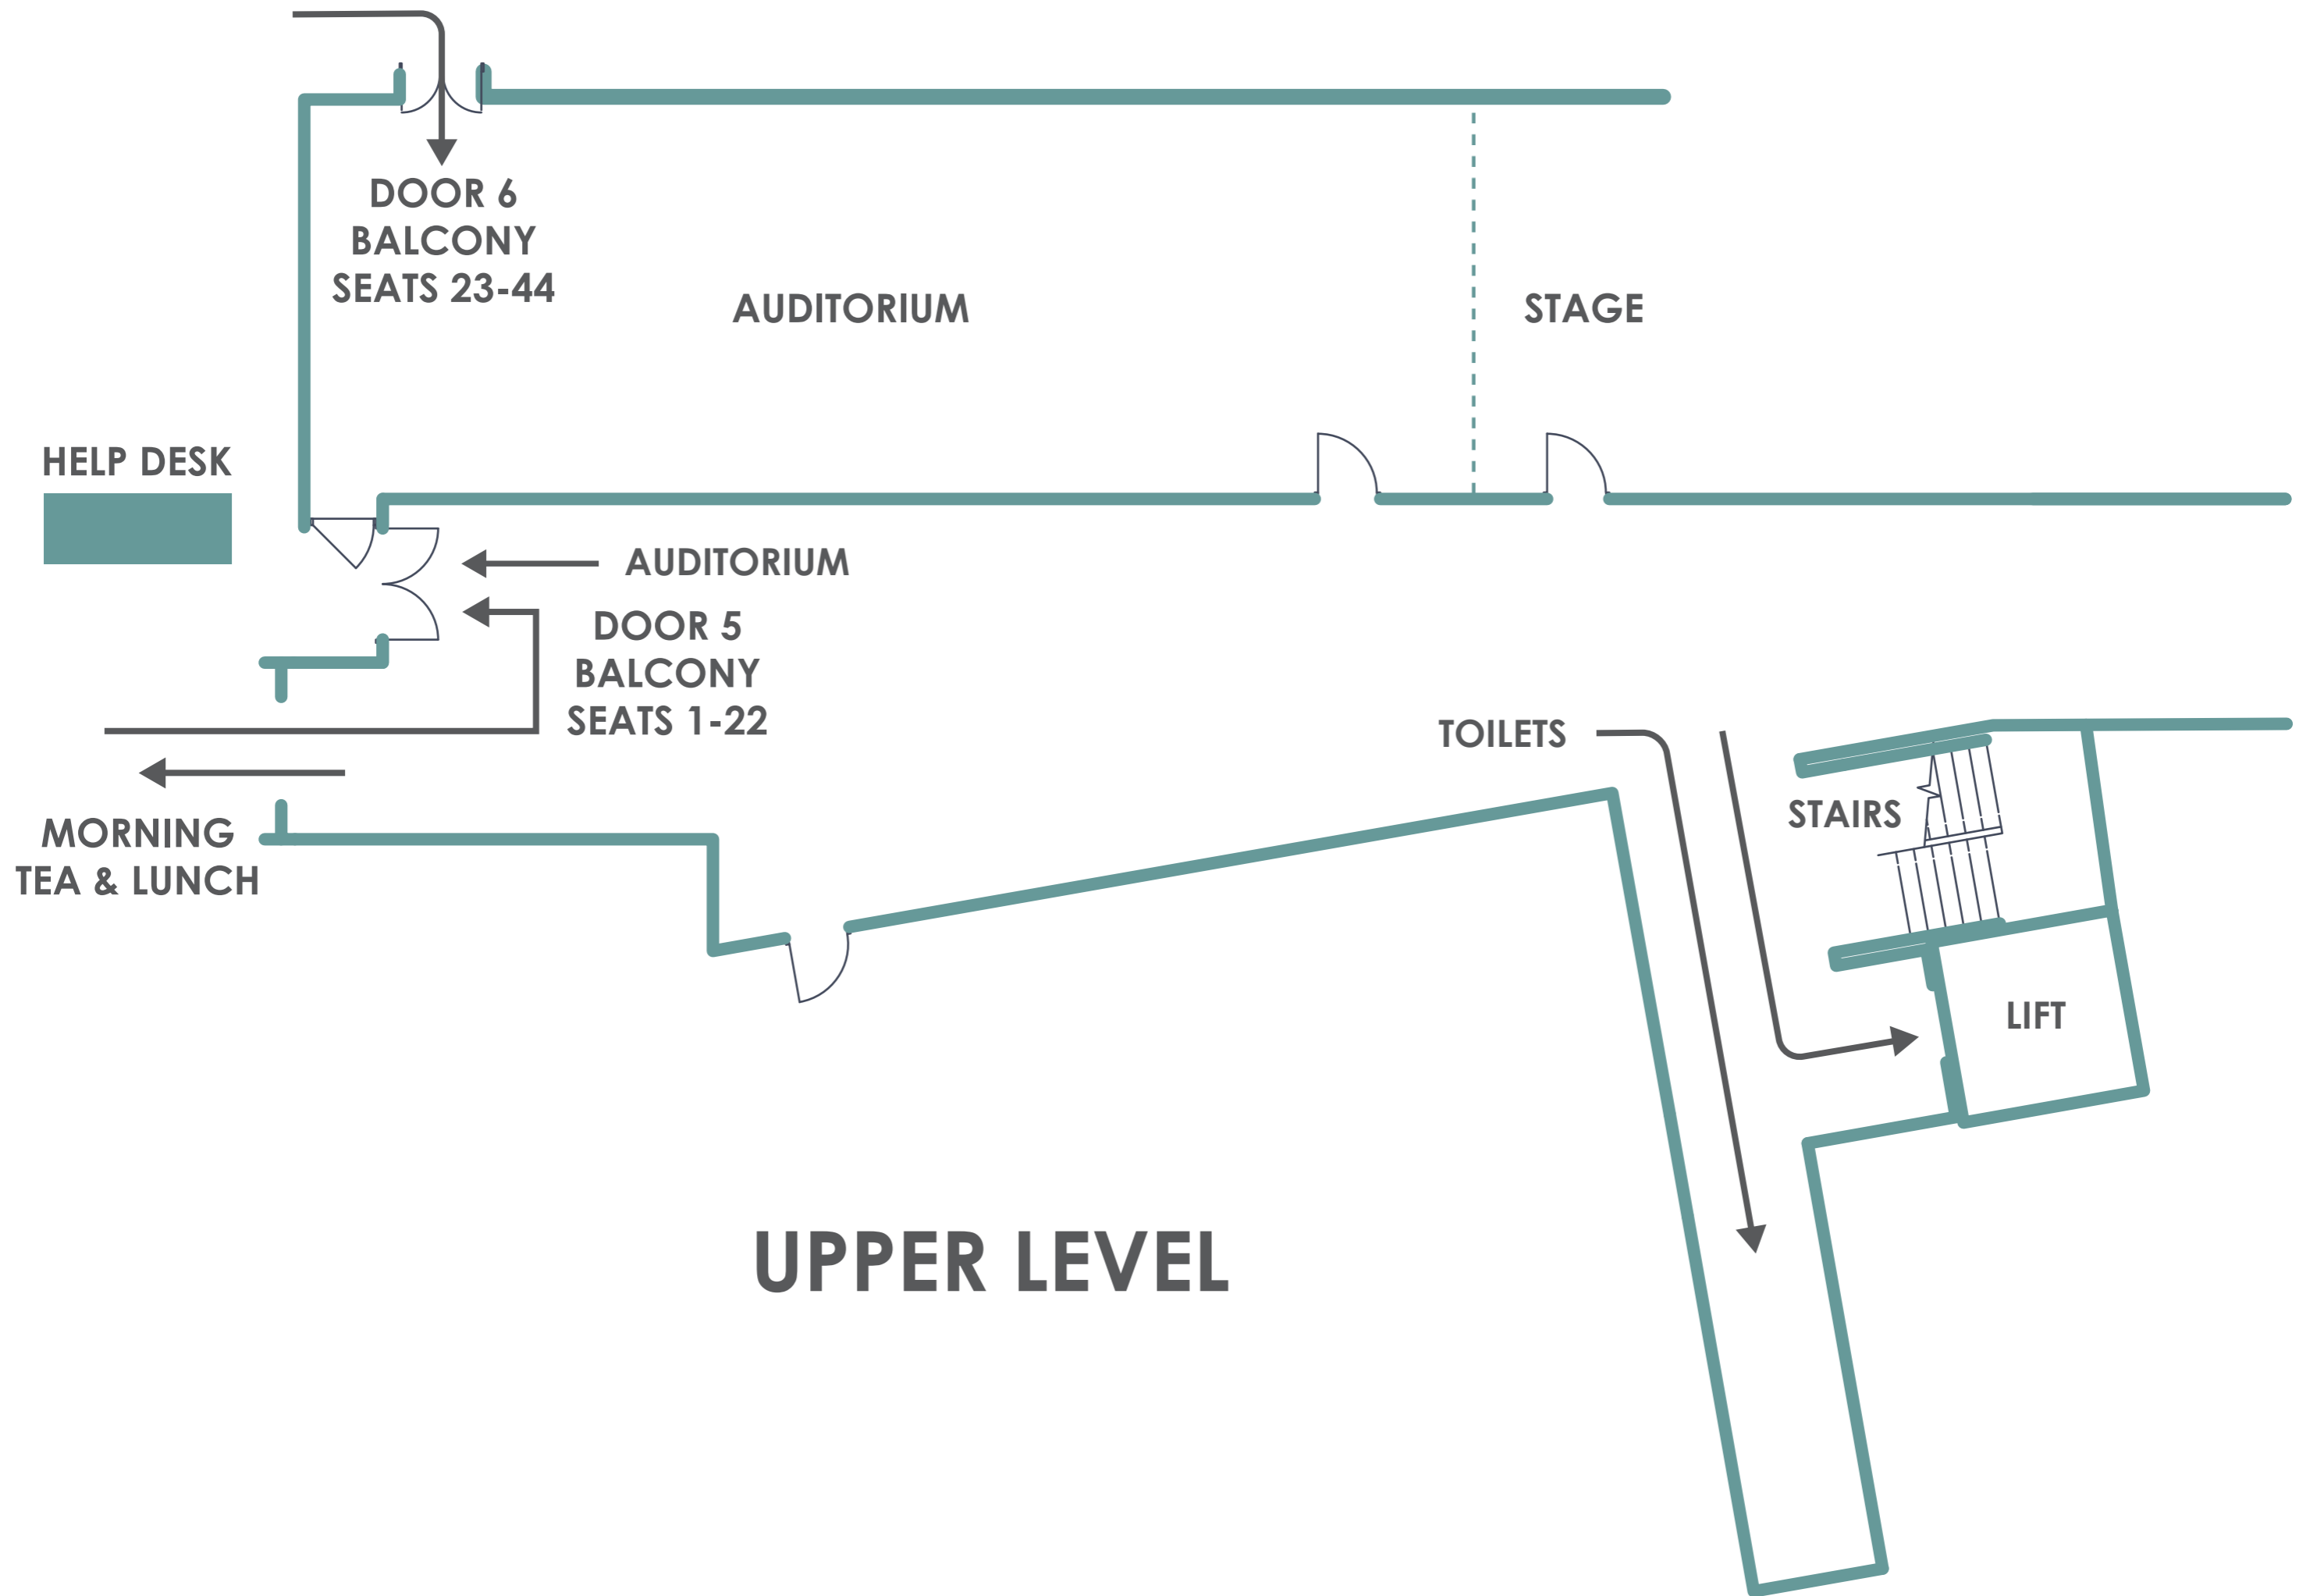 DOOR 6
BALCONY
SEATS 23-44
AUDITORIUM
STAGE
HELP DESK
AUDITORIUM
DOOR 5
BALCONY
SEATS 1-22
TOILETS
STAIRS
MORNING
TEA & LUNCH
LIFT
UPPER LEVEL